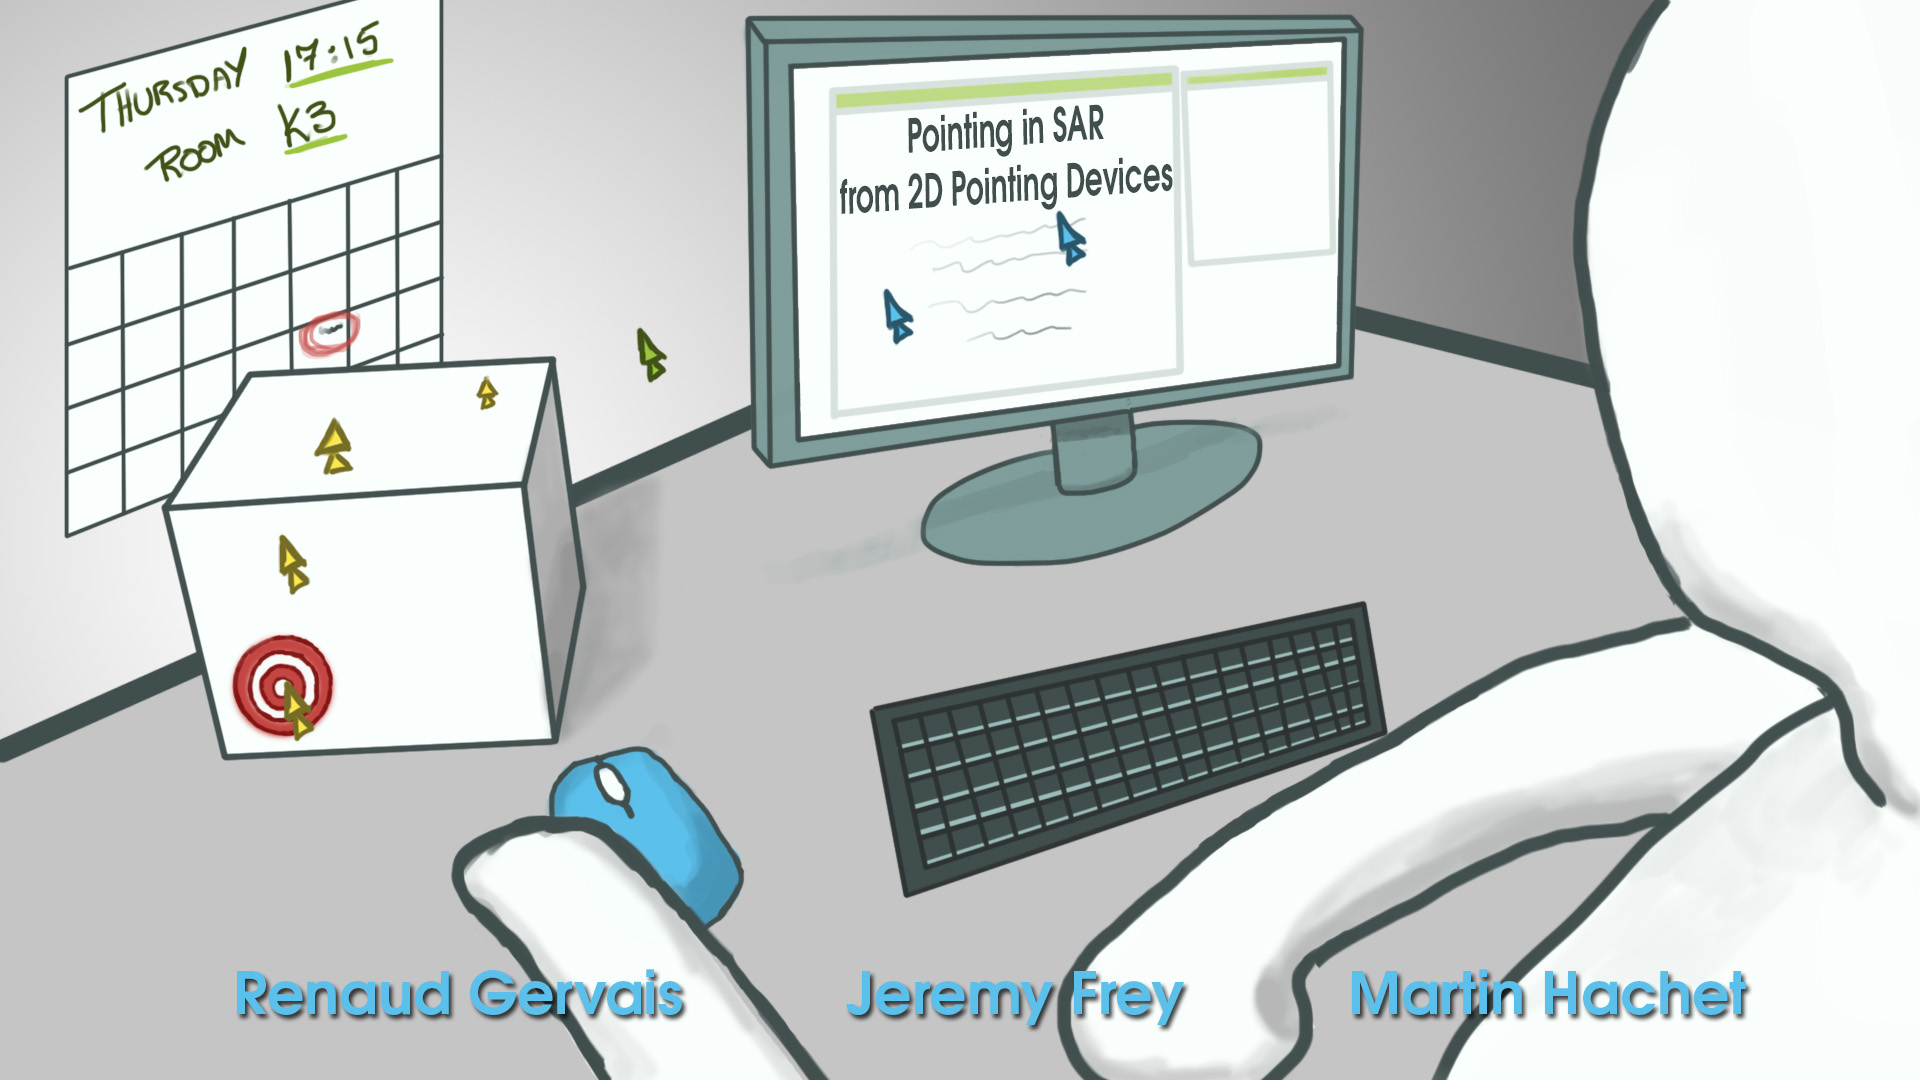 THURSDAY 17:15
ROOM K3
Pointing in SAR
from 2D Pointing Devices
Renaud Gervais Jeremy Frey Martin Hachet